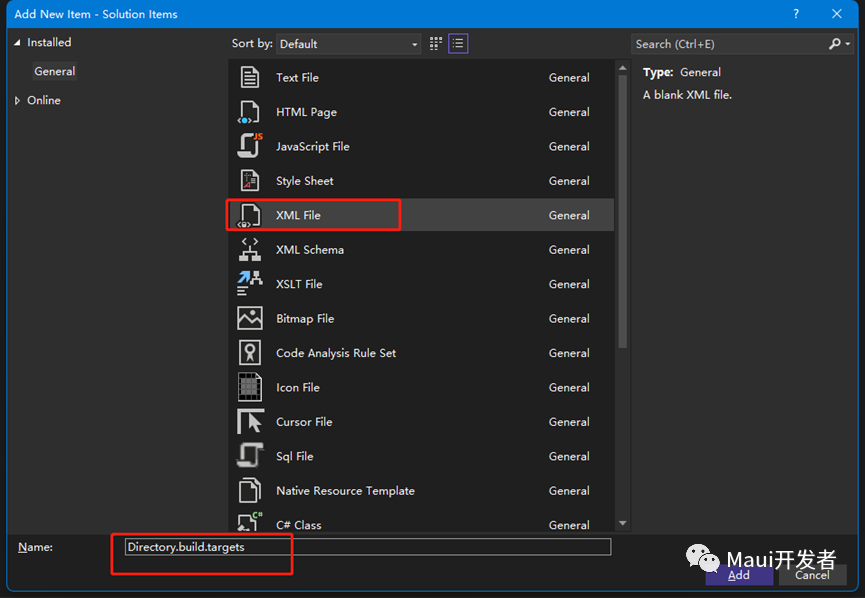 Add New Item - Solution Items
?
Installed
General
Online
Sort by: Default
Search (Ctrl+E)
Text File General
HTML Page General
JS
JavaScript File General
Style Sheet General
XML File General
XML Schema General
XSLT File General
Bitmap File General
Code Analysis Rule Set General
Icon File General
Cursor File General
Sql File General
Native Resource Template General
C#
C# Class General
Type: General
A blank XML file.
Name: Directory.build.targets
Maui开发者
Add Cancel